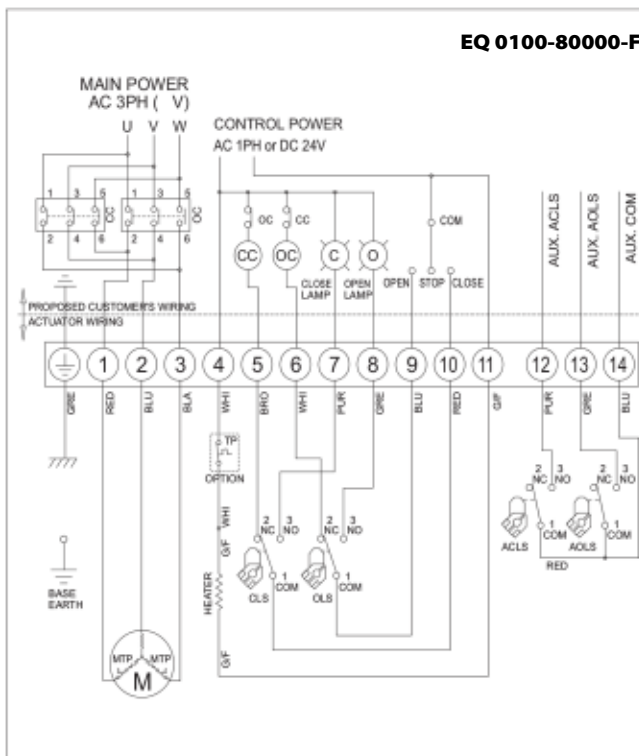 EQ 0100-80000-F
MAIN POWER
AC 3PH ( V)
U V W
CONTROL POWER
AC 1PH or DC 24V
1 3 5
1 3 5
CC
OC
2 4 6
2 4 6
OC
CC
COM
CC
OC
C
O
CLOSE LAMP
OPEN LAMP
OPEN STOP CLOSE
AUX. ACLS
AUX. AOLS
AUX. COM
PROPOSED CUSTOMER'S WIRING
ACTUATOR WIRING
1 2 3 4 5 6 7 8 9 10 11 12 13 14
GRE RED BLU BLA WHI BRO WHI PUR GRE BLU RED G/F PUR GRE BLU
TP
OPTION
WHI
G/F
HEATER
G/F
2 NC
3 NO
1 COM
CLS
2 NC
3 NO
1 COM
OLS
2 NC
3 NO
1 COM
ACLS
2 NC
3 NO
1 COM
AOLS
RED
BASE
EARTH
MTP MTP
M